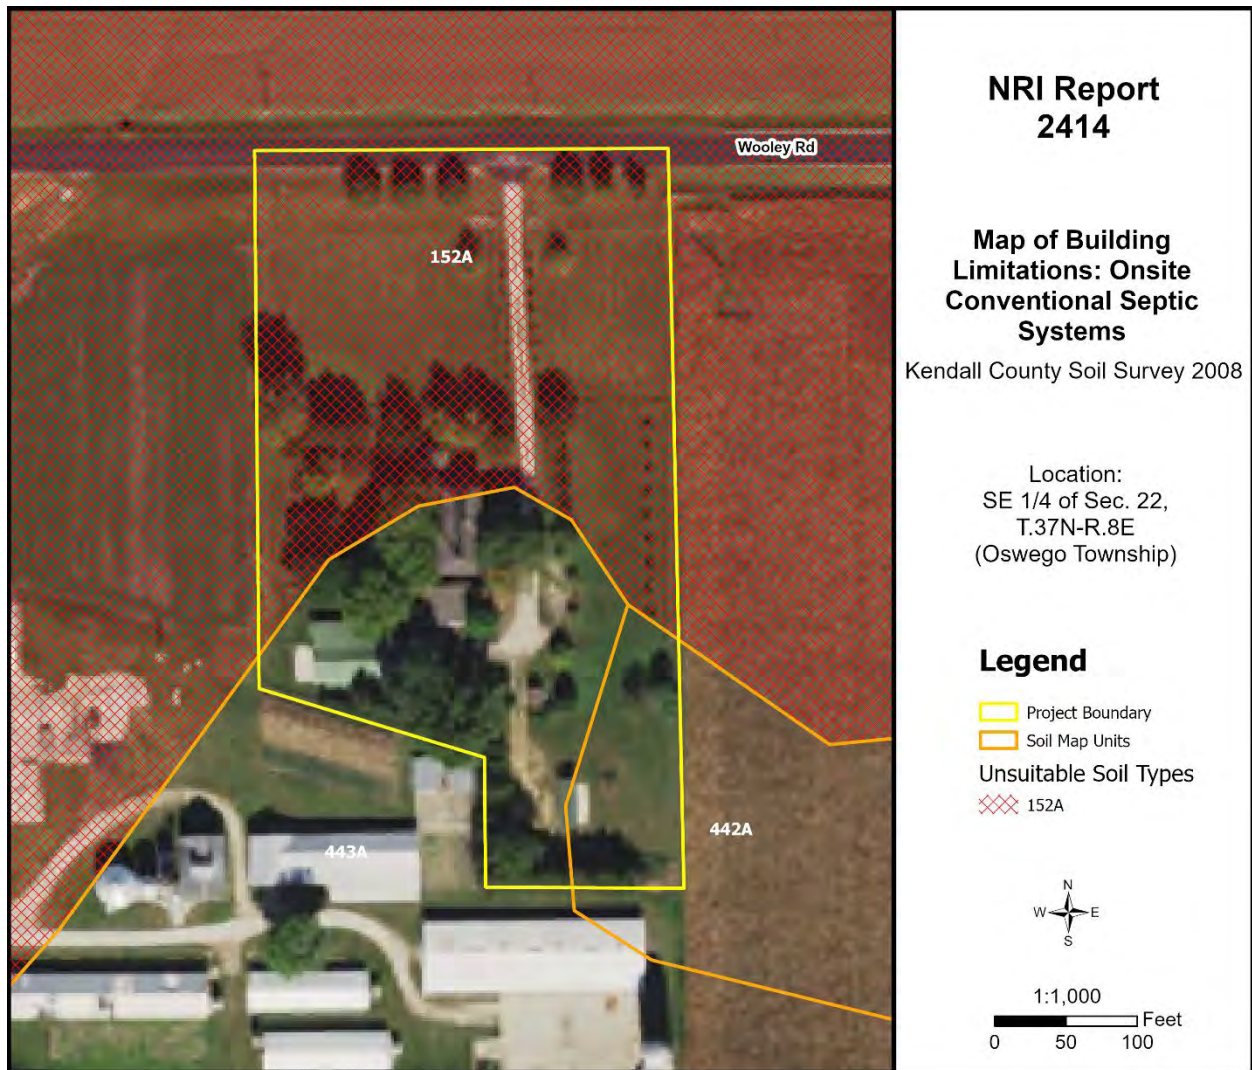 Wooley Rd
152A
443A
442A
NRI Report
2414
Map of Building
Limitations: Onsite
Conventional Septic
Systems
Kendall County Soil Survey 2008
Location:
SE 1/4 of Sec. 22,
T.37N-R.8E
(Oswego Township)
Legend
Project Boundary
Soil Map Units
Unsuitable Soil Types
152A
N
W E
S
1:1,000
Feet
0 50 100